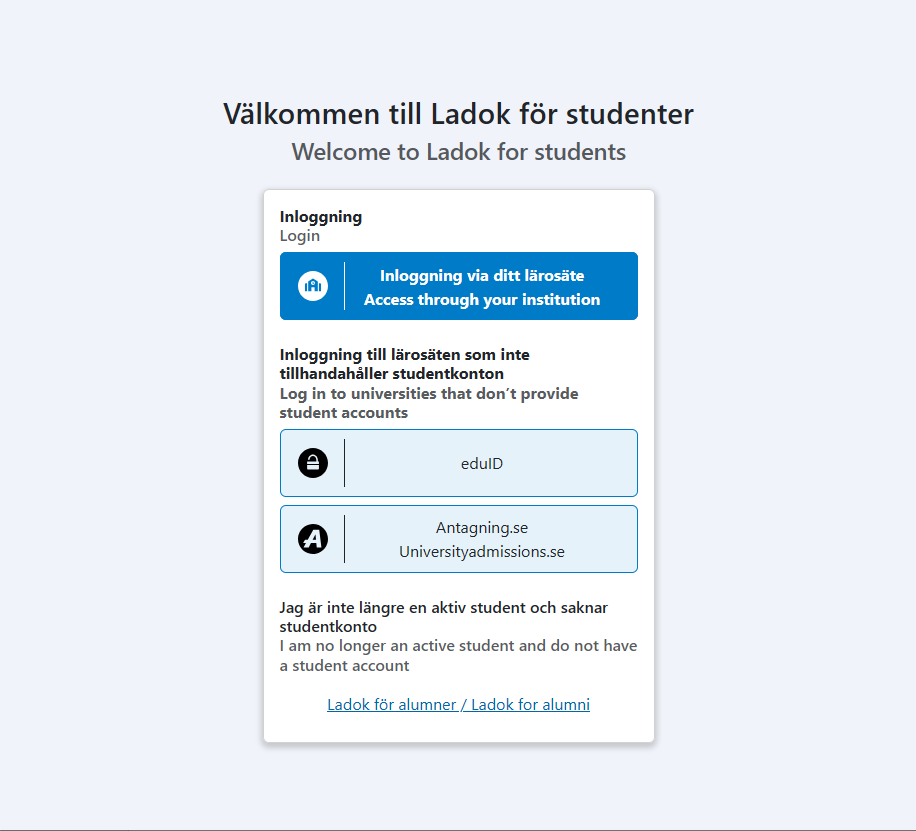 Välkommen till Ladok för studenter
Welcome to Ladok for students
Inloggning
Login
Inloggning via ditt lärosäte
Access through your institution
Inloggning till lärosäten som inte
tillhandahåller studentkonton
Log in to universities that don’t provide
student accounts
eduID
Antagning.se
Universityadmissions.se
Jag är inte längre en aktiv student och saknar
studentkonto
I am no longer an active student and do not have
a student account
Ladok för alumner / Ladok for alumni